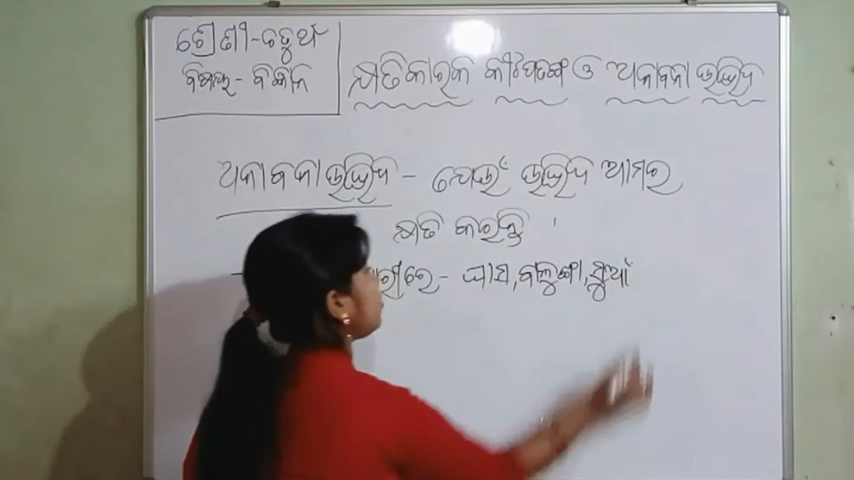 ଶ୍ରେଣୀ-ଚତୁର୍ଥ
ବିଷୟ- ବିଜ୍ଞାନ
କ୍ଷତିକାରକ କୀଟପତଙ୍ଗ ଓ ଅନାବନା ଉଦ୍ଭିଦ
ଅନାବନା ଉଦ୍ଭିଦ - ଯେଉଁ ଉଦ୍ଭିଦ ଆମର
କ୍ଷତି କରନ୍ତି ।
- ଘାସ, ବାଲୁଙ୍ଗା, ସୁଆଁ